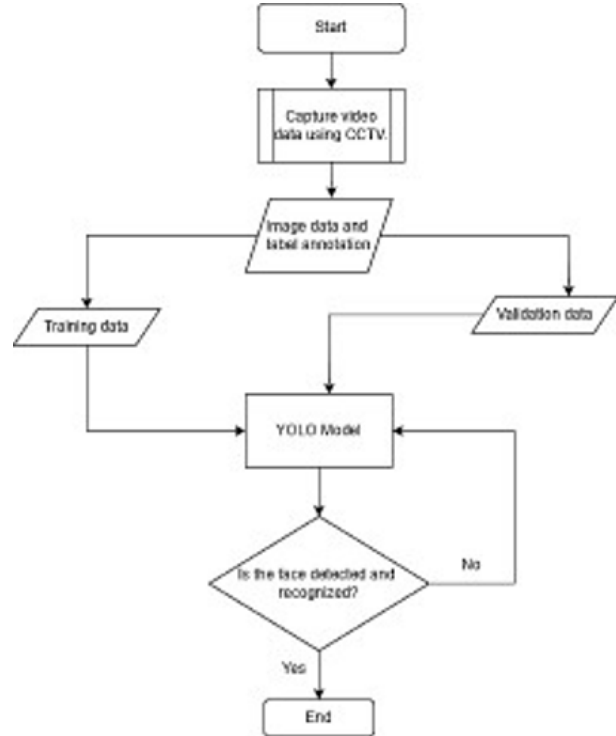 Start
Capture video
data using CCTV.
Image data and
label annotation
Training data
Validation data
YOLO Model
Is the face detected and
recognized?
No
Yes
End